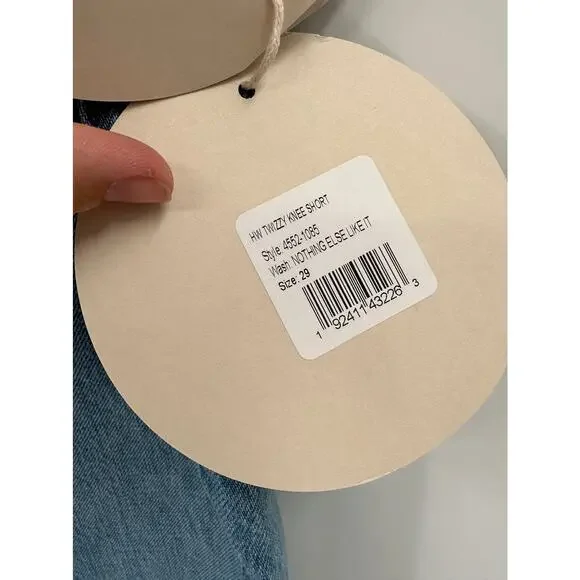 HW TWIZZY KNEE SHORT
Style: 4552-1085
Wash: NOTHING ELSE LIKE IT
Size: 29
1 92411 43226 3